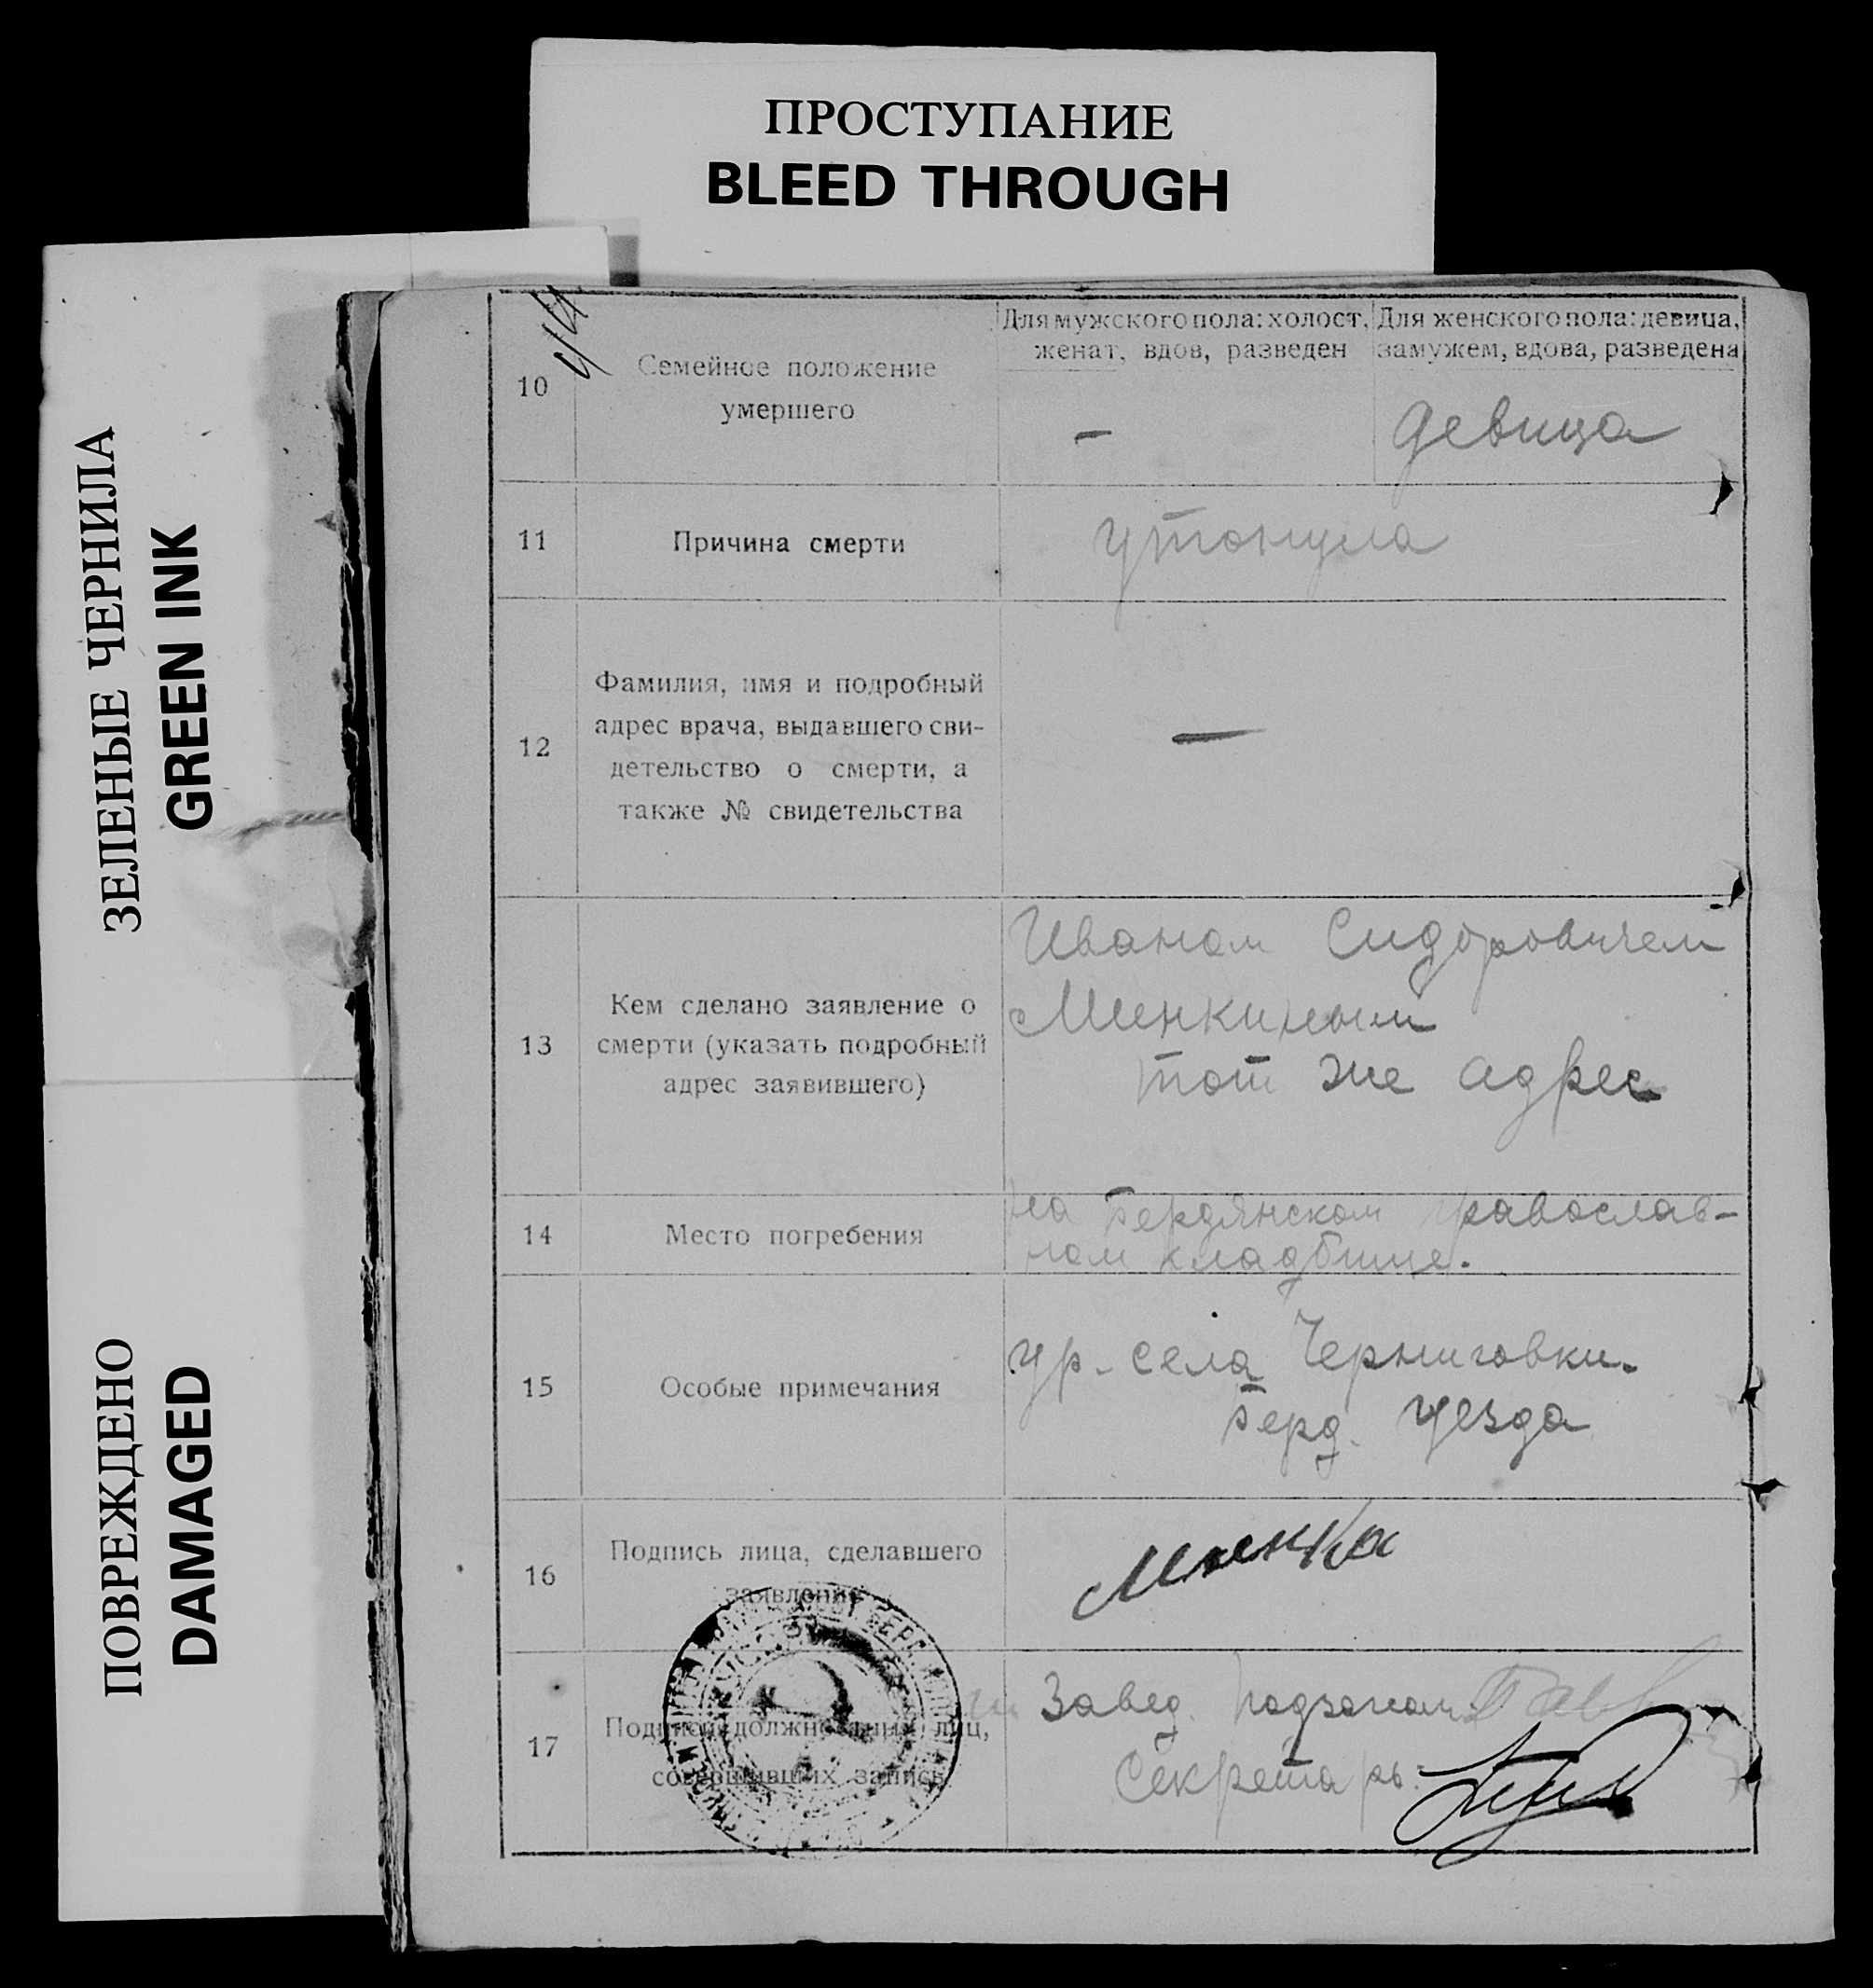 ПРОСТУПАНИЕ
BLEED THROUGH
ЗЕЛЕНЫЕ ЧЕРНИЛА
GREEN INK
ПОВРЕЖДЕНО
DAMAGED
10
Семейное положение
умершего
Для мужского пола: холост,
женат, вдов, разведен
Для женского пола: девица,
замужем, вдова, разведена
–
девица
11
Причина смерти
утонула
12
Фамилия, имя и подробный
адрес врача, выдавшего сви-
детельство о смерти, а
также № свидетельства
—
13
Кем сделано заявление о
смерти (указать подробный
адрес заявившего)
Иваном Сидоровичем
Минкиным
тот же адрес
14
Место погребения
на Бердянском православ-
ном кладбище.
15
Особые примечания
ур. села Черниговки.
Берд. уезда
16
Подпись лица, сделавшего
заявление
Минка
17
Подписи должностных лиц,
совершивших запись
Завед. Подзагсом
Секретарь: